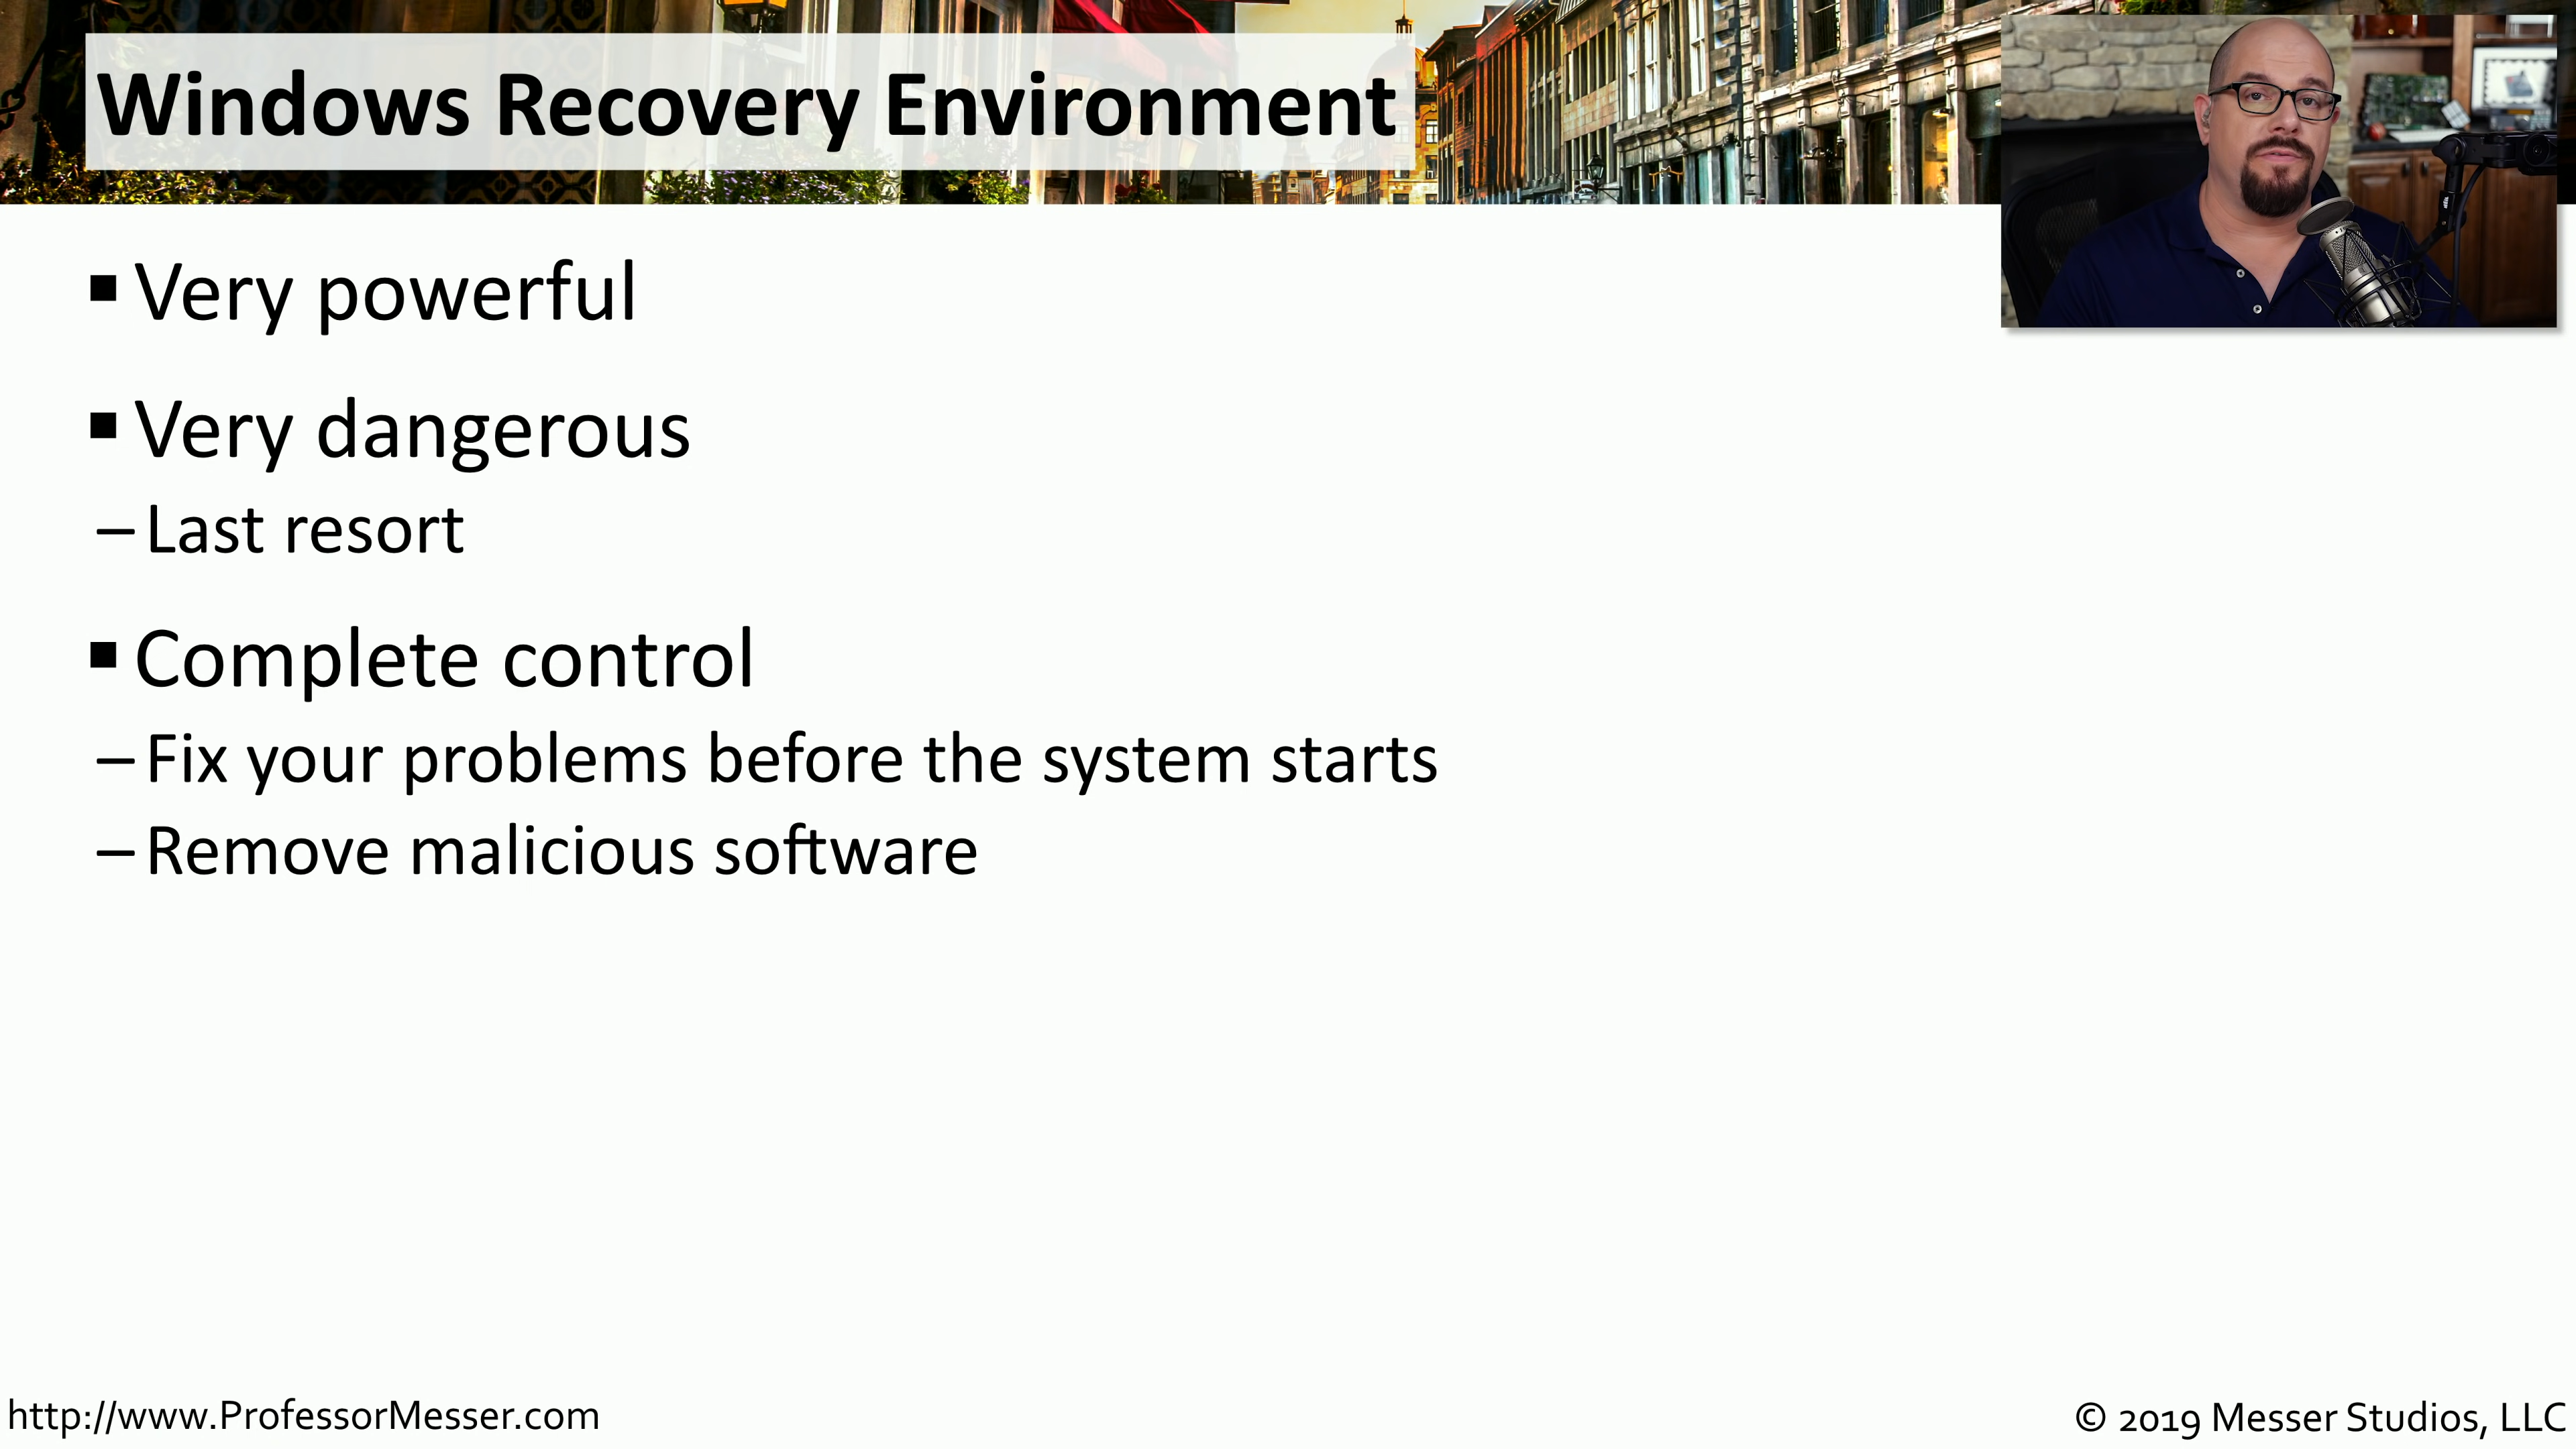 Windows Recovery Environment
▪ Very powerful
▪ Very dangerous
– Last resort
▪ Complete control
– Fix your problems before the system starts
– Remove malicious software
http://www.ProfessorMesser.com
© 2019 Messer Studios, LLC